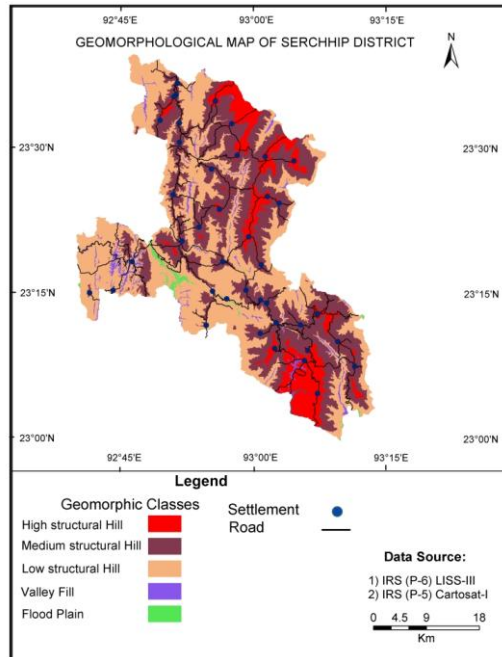 92°45'E 93°00'E 93°15'E
GEOMORPHOLOGICAL MAP OF SERCHHIP DISTRICT
N
23°30'N 23°30'N
23°15'N 23°15'N
23°00'N 23°00'N
92°45'E 93°00'E 93°15'E
Legend
Geomorphic Classes
High structural Hill
Medium structural Hill
Low structural Hill
Valley Fill
Flood Plain
Settlement
Road
Data Source:
1) IRS (P-6) LISS-III
2) IRS (P-5) Cartosat-I
0 4.5 9 18
Km